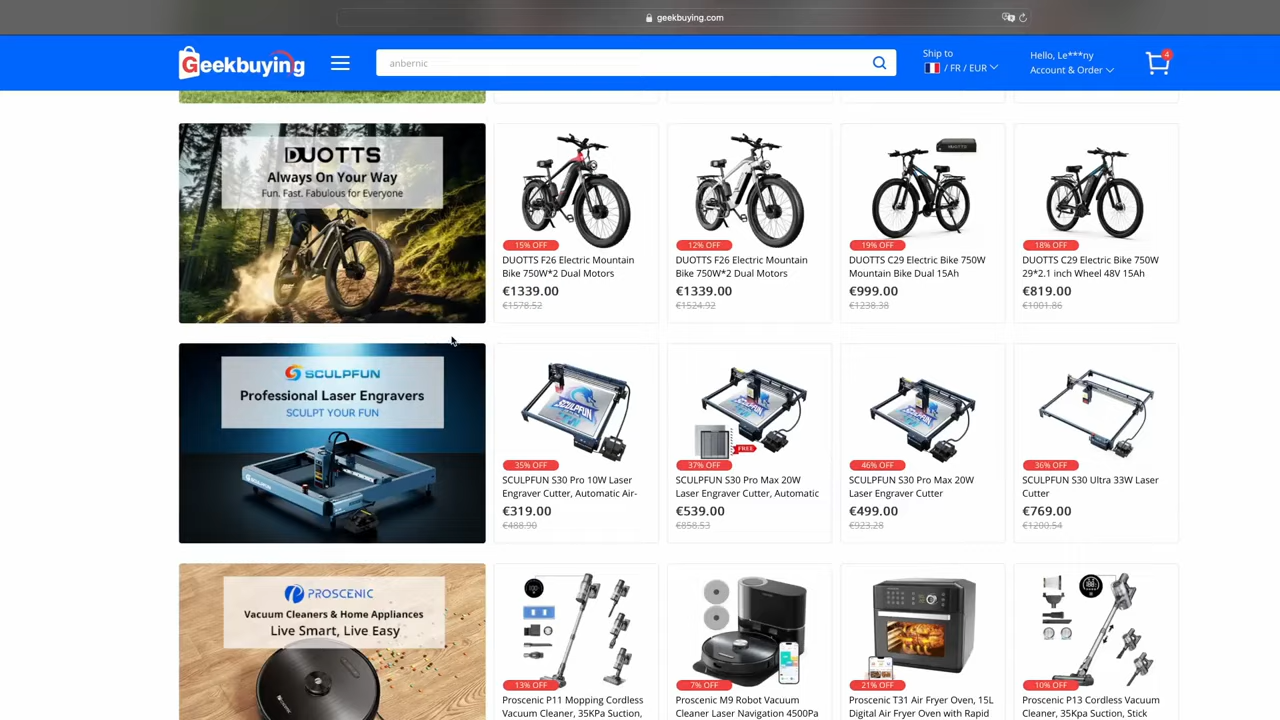 geekbuying.com
Geekbuying
anbernic
Ship to
/ FR / EUR
Hello, Le***ny
Account & Order
4
DUOTTS
Always On Your Way
Fun. Fast. Fabulous for Everyone
15% OFF
DUOTTS F26 Electric Mountain
Bike 750W*2 Dual Motors
€1339.00
€1578.52
12% OFF
DUOTTS F26 Electric Mountain
Bike 750W*2 Dual Motors
€1339.00
€1524.92
19% OFF
DUOTTS C29 Electric Bike 750W
Mountain Bike Dual 15Ah
€999.00
€1238.38
18% OFF
DUOTTS C29 Electric Bike 750W
29*2.1 inch Wheel 48V 15Ah
€819.00
€1001.86
SCULPFUN
Professional Laser Engravers
SCULPT YOUR FUN
35% OFF
SCULPFUN S30 Pro 10W Laser
Engraver Cutter, Automatic Air-
€319.00
€488.90
FREE
37% OFF
SCULPFUN S30 Pro Max 20W
Laser Engraver Cutter, Automatic
€539.00
€858.53
46% OFF
SCULPFUN S30 Pro Max 20W
Laser Engraver Cutter
€499.00
€923.28
36% OFF
SCULPFUN S30 Ultra 33W Laser
Cutter
€769.00
€1200.54
PROSCENIC
Vacuum Cleaners & Home Appliances
Live Smart, Live Easy
13% OFF
Proscenic P11 Mopping Cordless
Vacuum Cleaner, 35KPa Suction,
7% OFF
Proscenic M9 Robot Vacuum
Cleaner Laser Navigation 4500Pa
21% OFF
Proscenic T31 Air Fryer Oven, 15L
Digital Air Fryer Oven with Rapid
10% OFF
Proscenic P13 Cordless Vacuum
Cleaner, 35Kpa Suction, Stick